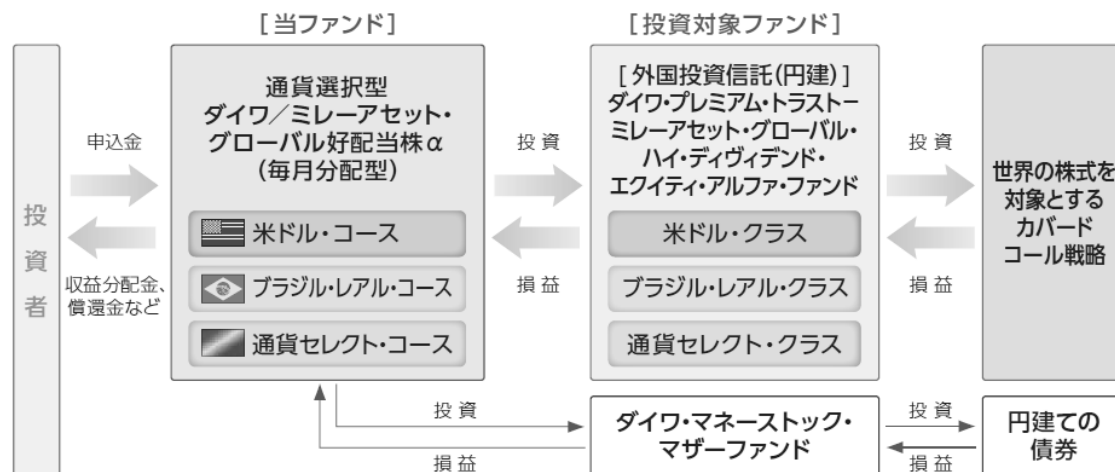 [当ファンド]
[投資対象ファンド]
投資者
申込金
収益分配金、
償還金など
通貨選択型
ダイワ／ミレーアセット・
グローバル好配当株α
(毎月分配型)
米ドル・コース
ブラジル・レアル・コース
通貨セレクト・コース
投資
損益
[外国投資信託(円建)]
ダイワ・プレミアム・トラスト－
ミレーアセット・グローバル・
ハイ・ディヴィデンド・
エクイティ・アルファ・ファンド
米ドル・クラス
ブラジル・レアル・クラス
通貨セレクト・クラス
投資
損益
世界の株式を
対象とする
カバード
コール戦略
投資
損益
ダイワ・マネーストック・
マザーファンド
投資
損益
円建ての
債券